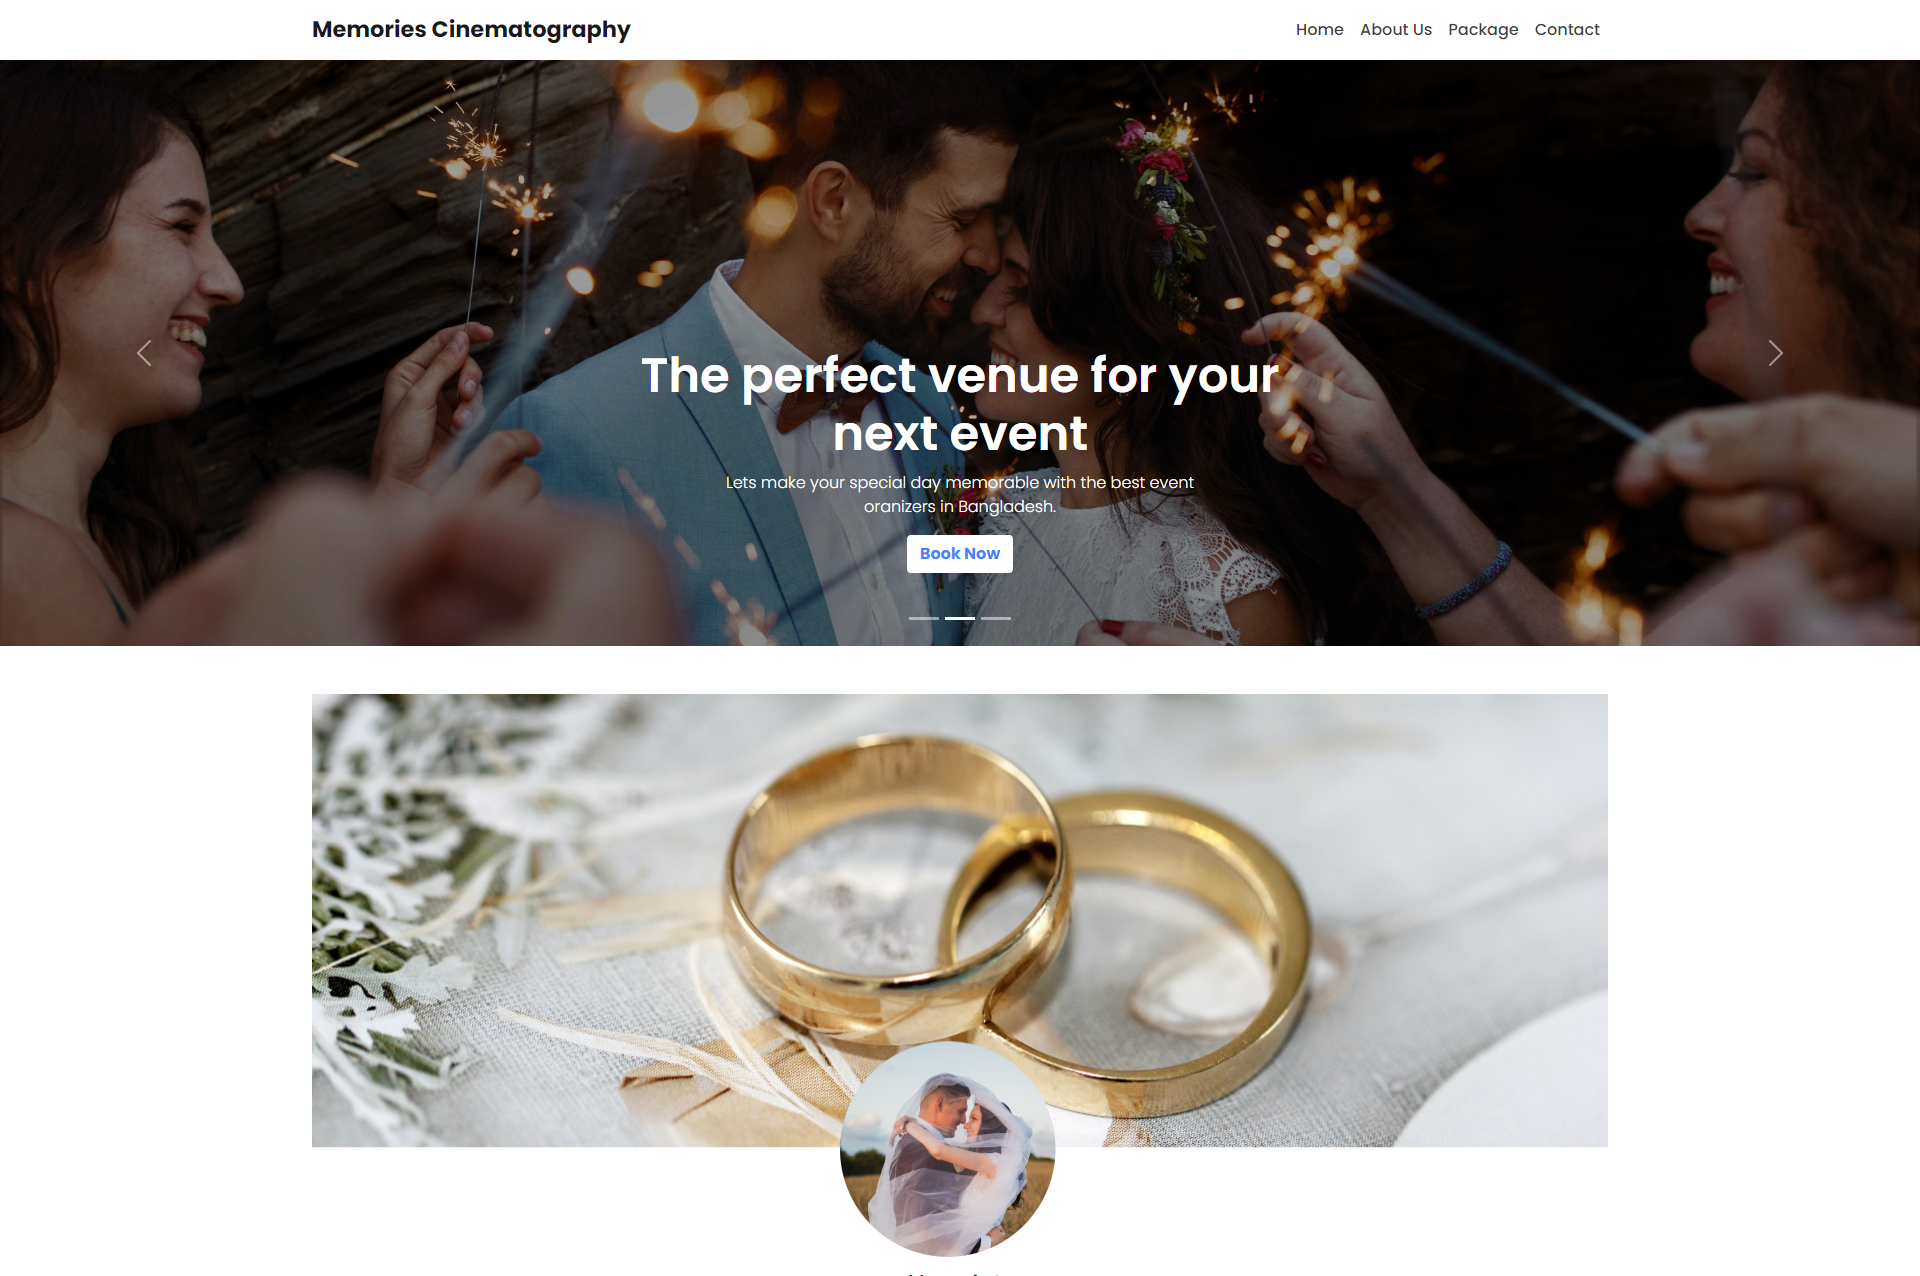 Memories Cinematography
Home About Us Package Contact
The perfect venue for your
next event
Lets make your special day memorable with the best event
oranizers in Bangladesh.
Book Now